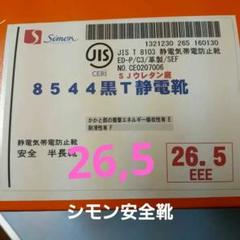 Simon
JIS
CERI
1321230 265 160130
JIS T 8103 静電気帯電防止靴
ED-P/C3/革製/SEF
NO.CE0207006
SJウレタン底
8544黒T静電靴
かかと部の衝撃エネルギー吸収性有 E
耐滑性有 F
静電気帯電防止靴
安全 半長靴
26,5
26.5
EEE
シモン安全靴